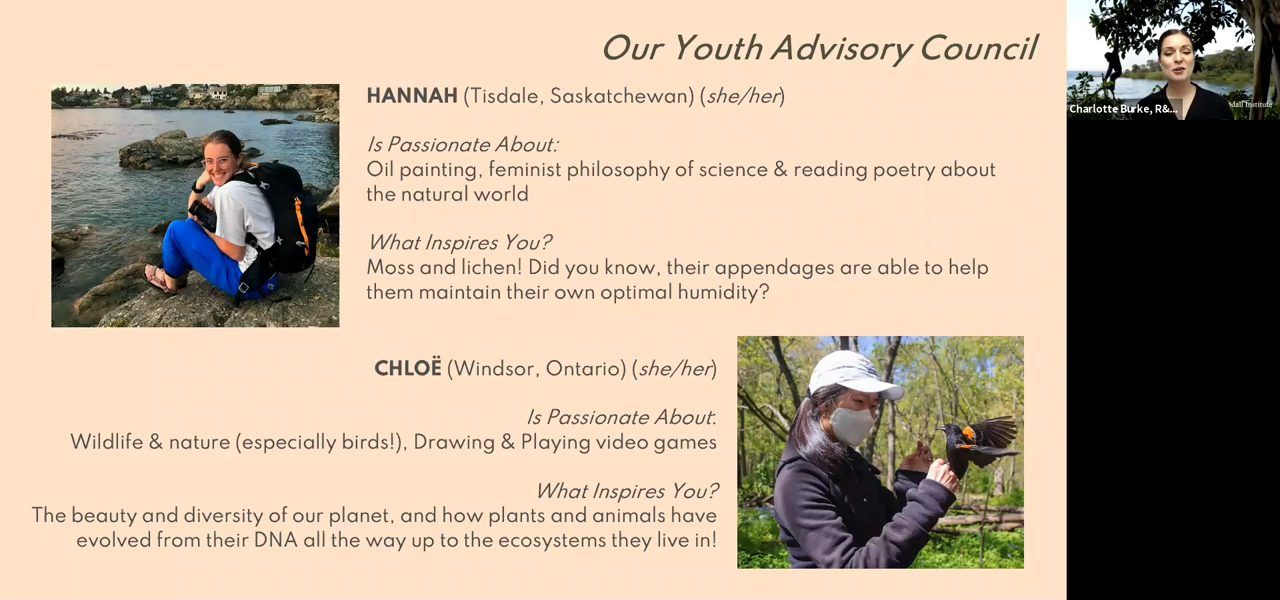 Our Youth Advisory Council
HANNAH (Tisdale, Saskatchewan) (she/her)
Is Passionate About:
Oil painting, feminist philosophy of science & reading poetry about
the natural world
What Inspires You?
Moss and lichen! Did you know, their appendages are able to help
them maintain their own optimal humidity?
CHLOË (Windsor, Ontario) (she/her)
Is Passionate About:
Wildlife & nature (especially birds!), Drawing & Playing video games
What Inspires You?
The beauty and diversity of our planet, and how plants and animals have
evolved from their DNA all the way up to the ecosystems they live in!
Charlotte Burke, R&...
Institute